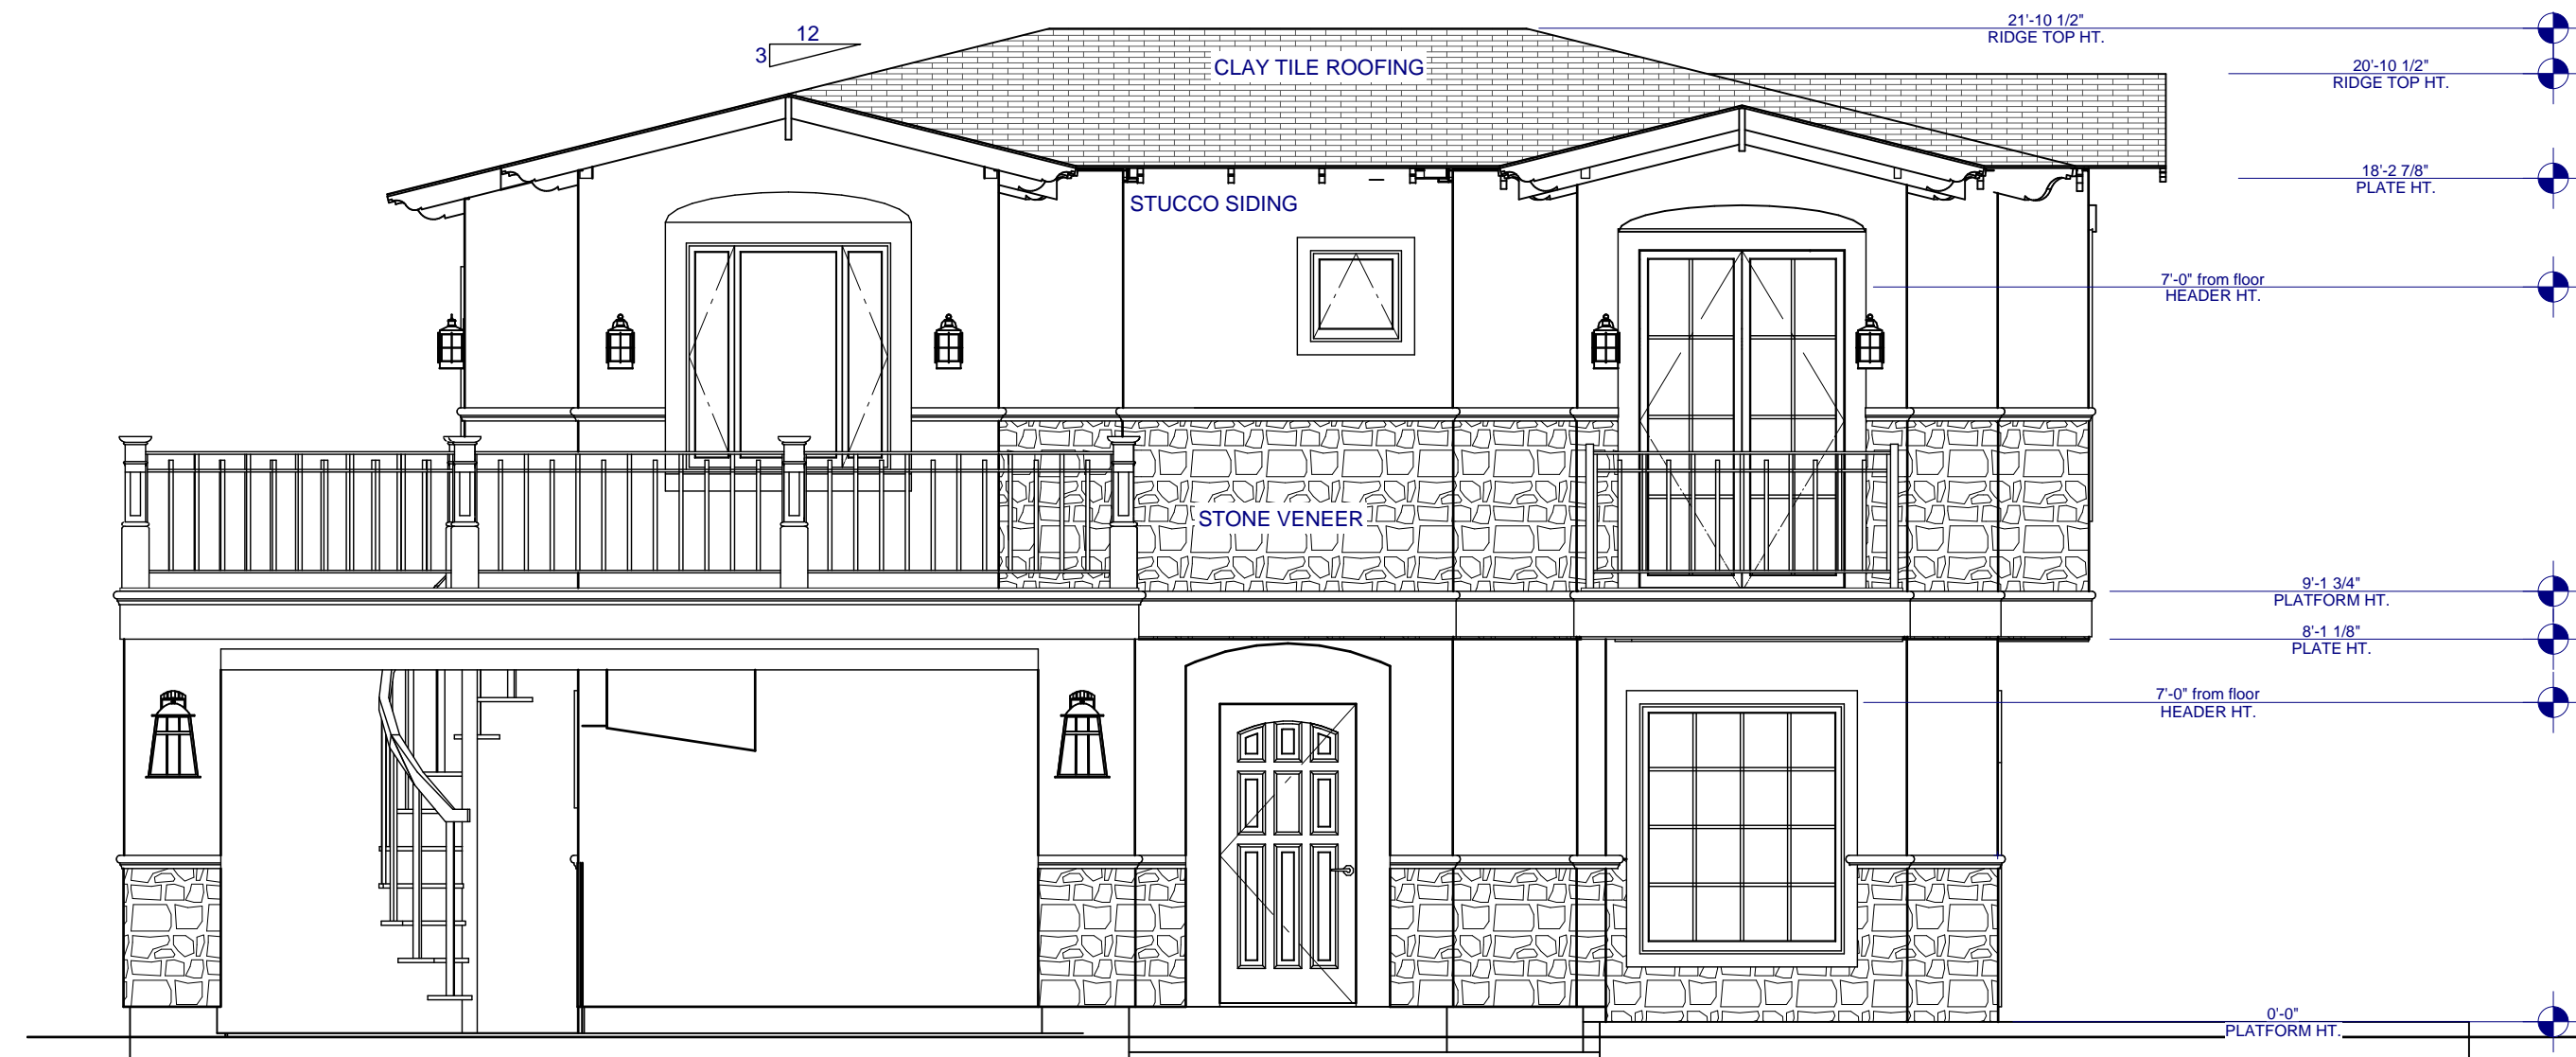 21'-10 1/2"
RIDGE TOP HT.
12
3
CLAY TILE ROOFING
20'-10 1/2"
RIDGE TOP HT.
18'-2 7/8"
PLATE HT.
STUCCO SIDING
7'-0" from floor
HEADER HT.
STONE VENEER
9'-1 3/4"
PLATFORM HT.
8'-1 1/8"
PLATE HT.
7'-0" from floor
HEADER HT.
0'-0"
PLATFORM HT.